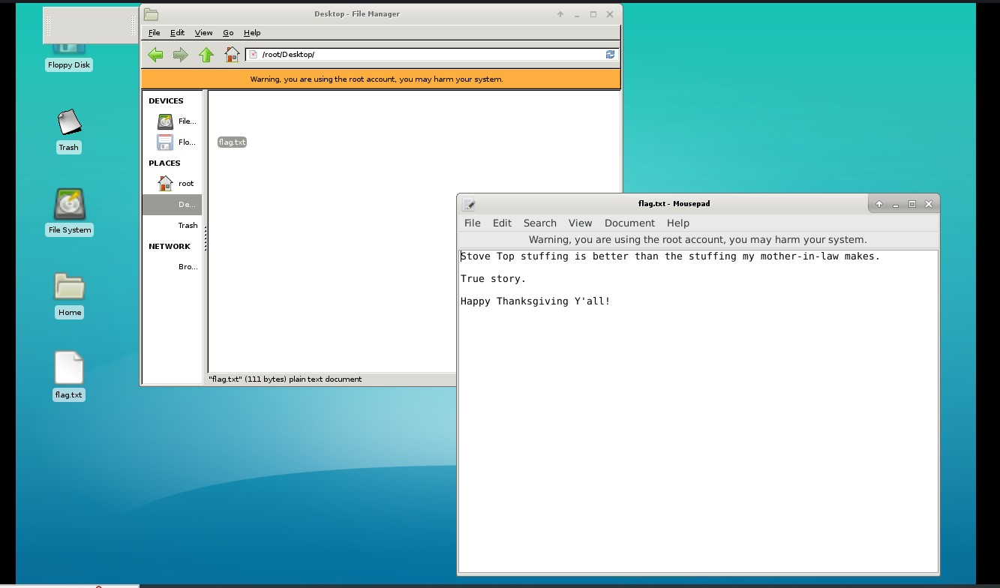 Floppy Disk
Trash
File System
Home
flag.txt
Desktop - File Manager
File Edit View Go Help
/root/Desktop/
Warning, you are using the root account, you may harm your system.
DEVICES
File...
Flo...
PLACES
root
De...
Trash
NETWORK
Bro...
flag.txt
"flag.txt" (111 bytes) plain text document
flag.txt - Mousepad
File Edit Search View Document Help
Warning, you are using the root account, you may harm your system.
Stove Top stuffing is better than the stuffing my mother-in-law makes.
True story.
Happy Thanksgiving Y'all!